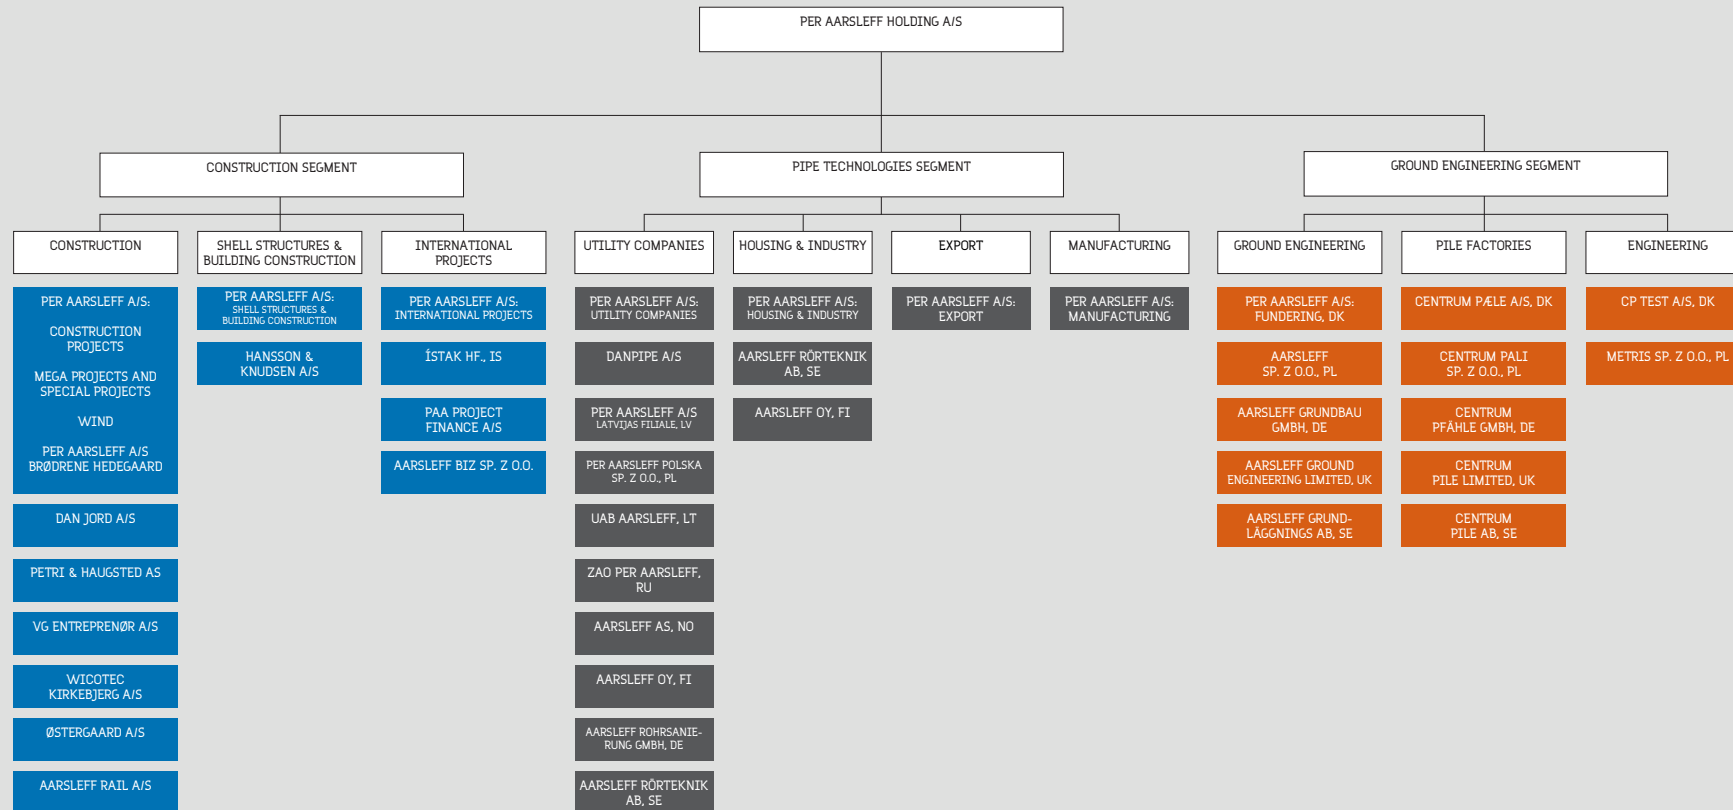 PER AARSLEFF HOLDING A/S
CONSTRUCTION SEGMENT
PIPE TECHNOLOGIES SEGMENT
GROUND ENGINEERING SEGMENT
CONSTRUCTION
SHELL STRUCTURES &
BUILDING CONSTRUCTION
INTERNATIONAL
PROJECTS
UTILITY COMPANIES
HOUSING & INDUSTRY
EXPORT
MANUFACTURING
GROUND ENGINEERING
PILE FACTORIES
ENGINEERING
PER AARSLEFF A/S:
CONSTRUCTION
PROJECTS
MEGA PROJECTS AND
SPECIAL PROJECTS
WIND
PER AARSLEFF A/S
BRØDRENE HEDEGAARD
DAN JORD A/S
PETRI & HAUGSTED AS
VG ENTREPRENØR A/S
WICOTEC
KIRKEBJERG A/S
ØSTERGAARD A/S
AARSLEFF RAIL A/S
PER AARSLEFF A/S:
SHELL STRUCTURES &
BUILDING CONSTRUCTION
HANSSON &
KNUDSEN A/S
PER AARSLEFF A/S:
INTERNATIONAL PROJECTS
ÍSTAK HF., IS
PAA PROJECT
FINANCE A/S
AARSLEFF BIZ SP. Z O.O.
PER AARSLEFF A/S:
UTILITY COMPANIES
DANPIPE A/S
PER AARSLEFF A/S
LATVIJAS FILIALE, LV
PER AARSLEFF POLSKA
SP. Z O.O., PL
UAB AARSLEFF, LT
ZAO PER AARSLEFF,
RU
AARSLEFF AS, NO
AARSLEFF OY, FI
AARSLEFF ROHRSANIE-
RUNG GMBH, DE
AARSLEFF RÖRTEKNIK
AB, SE
PER AARSLEFF A/S:
HOUSING & INDUSTRY
AARSLEFF RÖRTEKNIK
AB, SE
AARSLEFF OY, FI
PER AARSLEFF A/S:
EXPORT
PER AARSLEFF A/S:
MANUFACTURING
PER AARSLEFF A/S:
FUNDERING, DK
AARSLEFF
SP. Z O.O., PL
AARSLEFF GRUNDBAU
GMBH, DE
AARSLEFF GROUND
ENGINEERING LIMITED, UK
AARSLEFF GRUND-
LÄGGNINGS AB, SE
CENTRUM PÆLE A/S, DK
CENTRUM PALI
SP. Z O.O., PL
CENTRUM
PFÄHLE GMBH, DE
CENTRUM
PILE LIMITED, UK
CENTRUM
PILE AB, SE
CP TEST A/S, DK
METRIS SP. Z O.O., PL